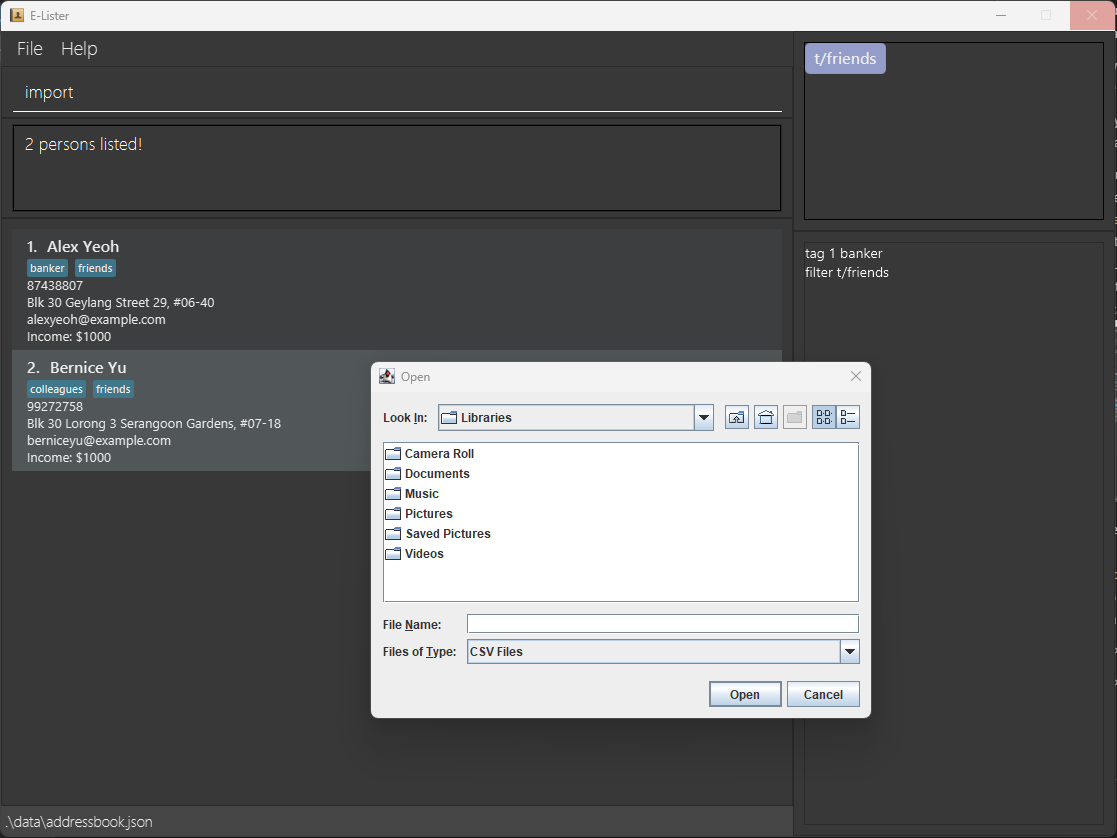 E-Lister
File Help
import
2 persons listed!
1. Alex Yeoh
banker friends
87438807
Blk 30 Geylang Street 29, #06-40
alexyeoh@example.com
Income: $1000
2. Bernice Yu
colleagues friends
99272758
Blk 30 Lorong 3 Serangoon Gardens, #07-18
berniceyu@example.com
Income: $1000
t/friends
tag 1 banker
filter t/friends
Open
Look In: Libraries
Camera Roll
Documents
Music
Pictures
Saved Pictures
Videos
File Name:
Files of Type: CSV Files
Open Cancel
.\data\addressbook.json